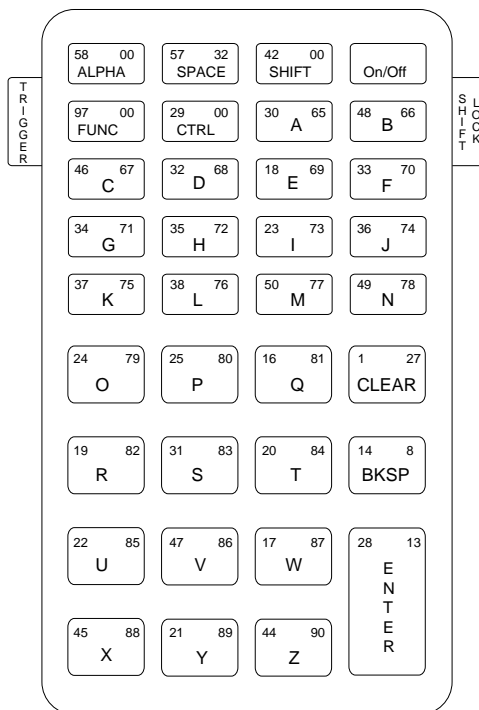 58 00 57 32 42 00
ALPHA SPACE SHIFT On/Off
TRIGGER
SHIFT LOCK
97 00 29 00 30 65 48 66
FUNC CTRL A B
46 67 32 68 18 69 33 70
C D E F
34 71 35 72 23 73 36 74
G H I J
37 75 38 76 50 77 49 78
K L M N
24 79 25 80 16 81 1 27
O P Q CLEAR
19 82 31 83 20 84 14 8
R S T BKSP
22 85 47 86 17 87 28 13
U V W ENTER
45 88 21 89 44 90
X Y Z